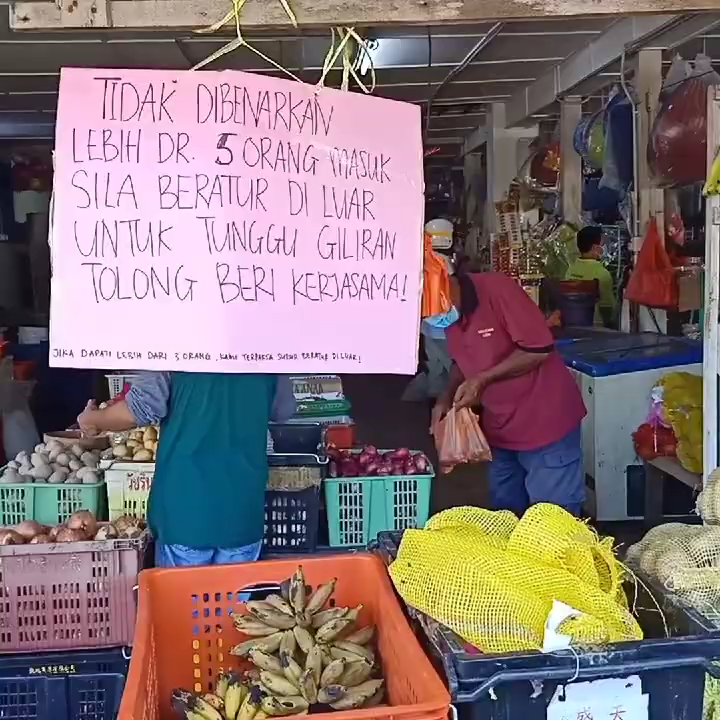 TIDAK DIBENARKAN
LEBIH DR. 5 ORANG MASUK
SILA BERATUR DI LUAR
UNTUK TUNGGU GILIRAN
TOLONG BERI KERJASAMA!
JIKA DAPATI LEBIH DARI 3 ORANG, KAMI TERPAKSA SURUH BERATUR DI LUAR!